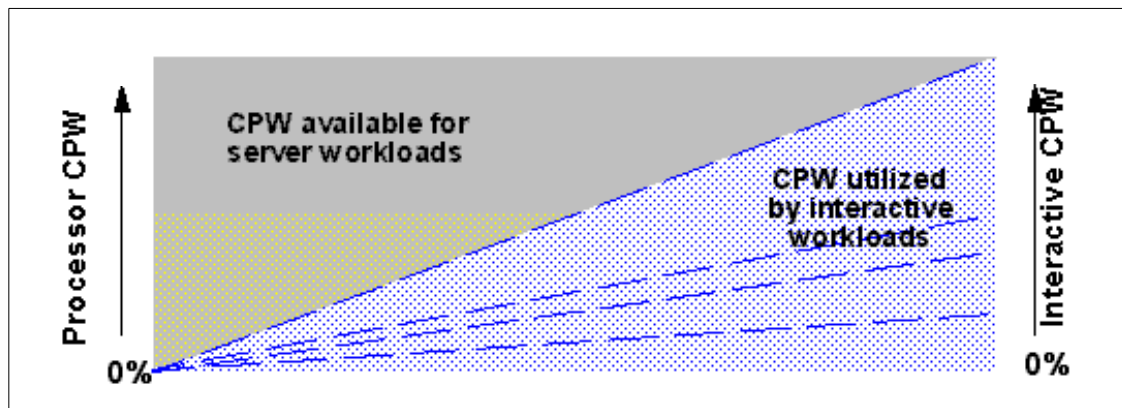 Processor CPW
0%
CPW available for
server workloads
CPW utilized
by interactive
workloads
Interactive CPW
0%